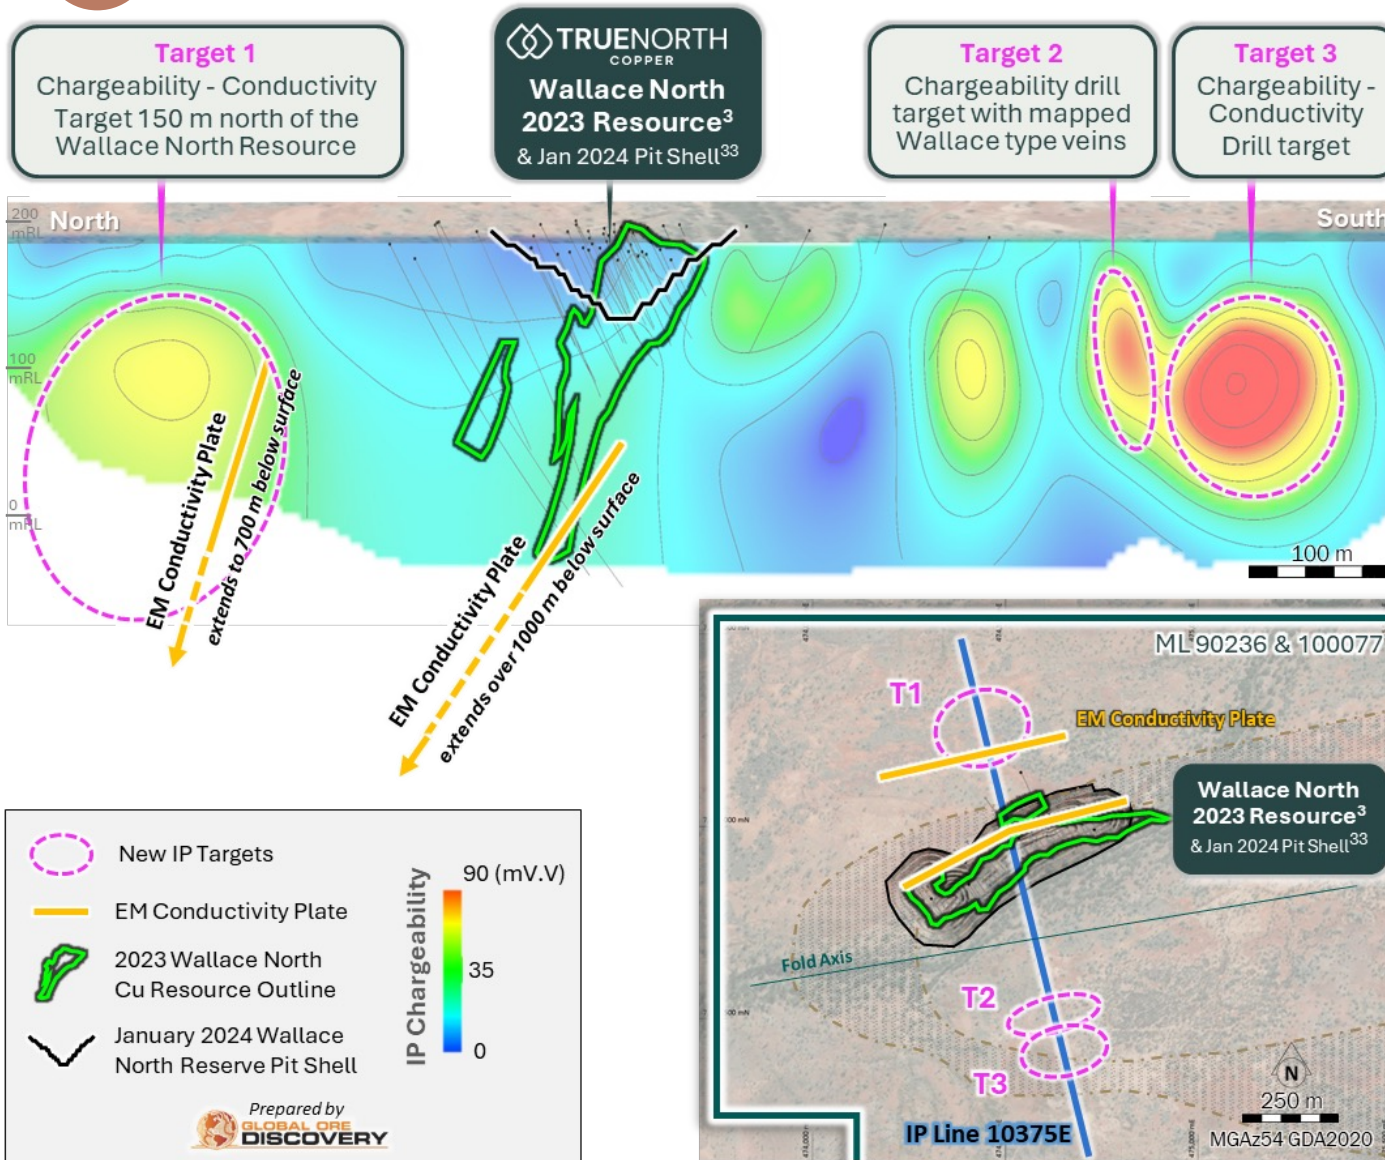 Target 1
Chargeability - Conductivity
Target 150 m north of the
Wallace North Resource
TRUENORTH
COPPER
Wallace North
2023 Resource³
& Jan 2024 Pit Shell³³
Target 2
Chargeability drill
target with mapped
Wallace type veins
Target 3
Chargeability -
Conductivity
Drill target
200
mRL
North
South
100
mRL
0
mRL
EM Conductivity Plate
extends to 700 m below surface
EM Conductivity Plate
extends over 1000 m below surface
100 m
New IP Targets
EM Conductivity Plate
2023 Wallace North
Cu Resource Outline
January 2024 Wallace
North Reserve Pit Shell
IP Chargeability
90 (mV.V)
35
0
Prepared by
GLOBAL ORE
DISCOVERY
ML 90236 & 100077
T1
EM Conductivity Plate
Wallace North
2023 Resource³
& Jan 2024 Pit Shell³³
Fold Axis
T2
T3
IP Line 10375E
N
250 m
MGAz54 GDA2020